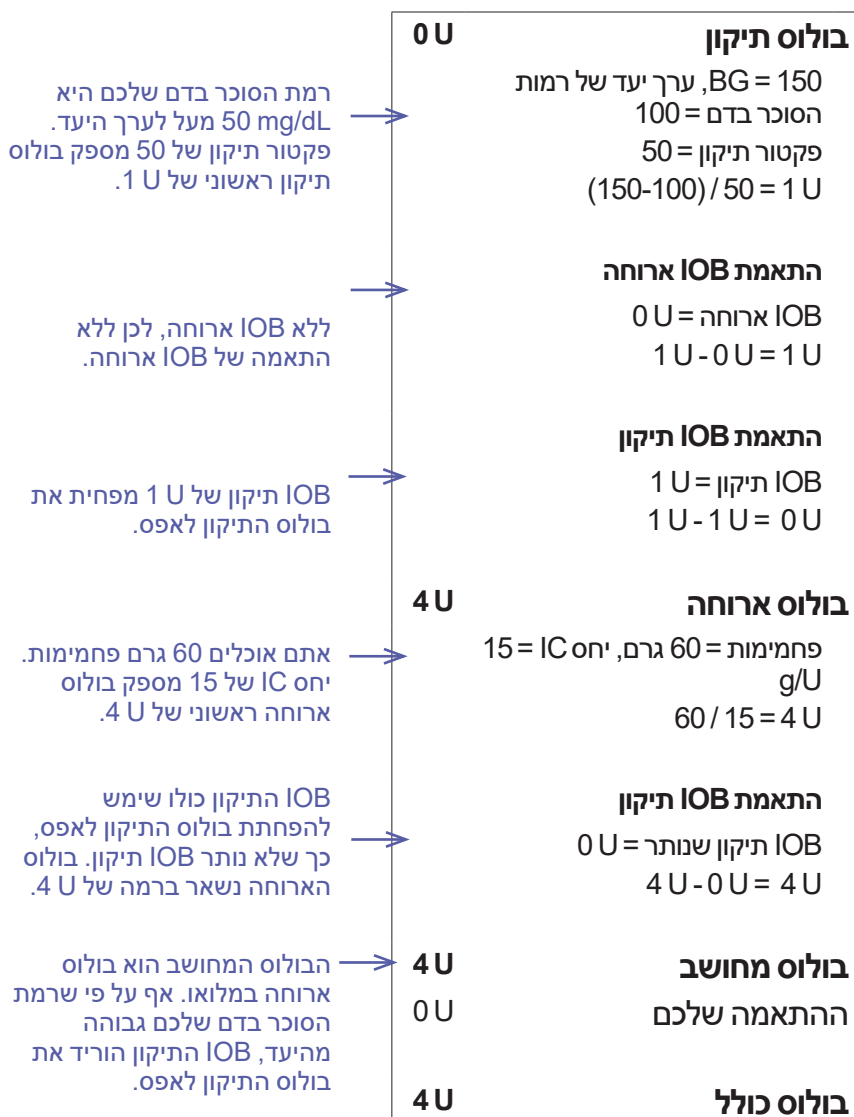 בולוס תיקון 0 U
BG = 150, ערך יעד של רמות
הסוכר בדם = 100
פקטור תיקון = 50
(150-100) / 50 = 1 U
רמת הסוכר בדם שלכם היא
50 mg/dL מעל לערך היעד.
פקטור תיקון של 50 מספק בולוס
תיקון ראשוני של 1 U.
התאמת IOB ארוחה
IOB ארוחה = 0 U
1 U - 0 U = 1 U
ללא IOB ארוחה, לכן ללא
התאמה של IOB ארוחה.
התאמת IOB תיקון
IOB תיקון = 1 U
1 U - 1 U = 0 U
IOB תיקון של 1 U מפחית את
בולוס התיקון לאפס.
בולוס ארוחה 4 U
פחמימות = 60 גרם, יחס IC = 15
g/U
60 / 15 = 4 U
אתם אוכלים 60 גרם פחמימות.
יחס IC של 15 מספק בולוס
ארוחה ראשוני של 4 U.
התאמת IOB תיקון
IOB תיקון שנותר = 0 U
4 U - 0 U = 4 U
IOB התיקון כולו שימש
להפחתת בולוס התיקון לאפס,
כך שלא נותר IOB תיקון. בולוס
הארוחה נשאר ברמה של 4 U.
בולוס מחושב 4 U
ההתאמה שלכם 0 U
הבולוס המחושב הוא בולוס
ארוחה במלואו. אף על פי שרמת
הסוכר בדם שלכם גבוהה
מהיעד, IOB התיקון הוריד את
בולוס התיקון לאפס.
בולוס כולל 4 U